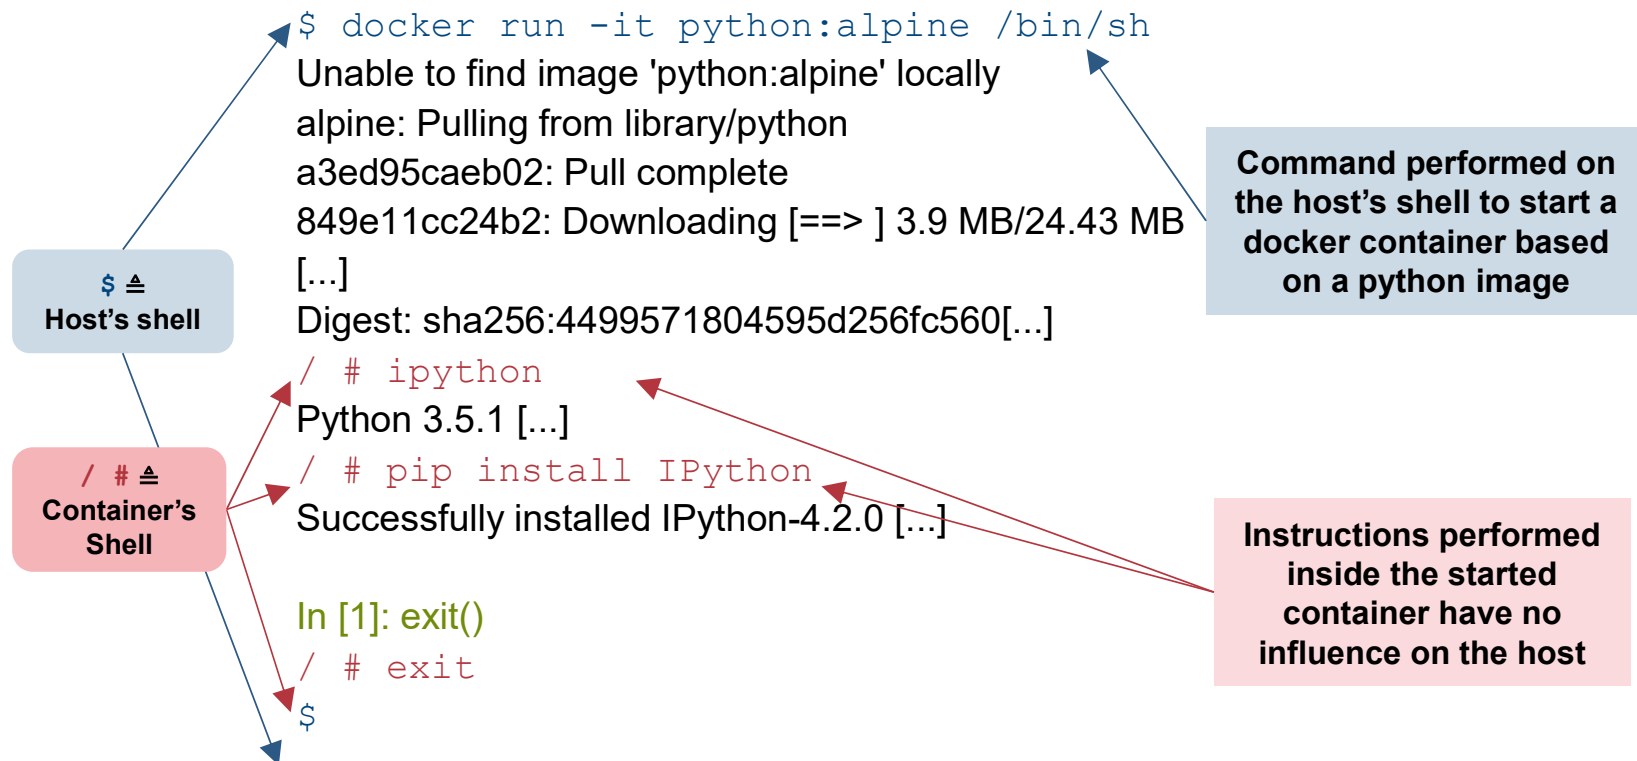 $ docker run -it python:alpine /bin/sh
Unable to find image 'python:alpine' locally
alpine: Pulling from library/python
a3ed95caeb02: Pull complete
849e11cc24b2: Downloading [==> ] 3.9 MB/24.43 MB
[...]
Digest: sha256:4499571804595d256fc560[...]
/ # ipython
Python 3.5.1 [...]
/ # pip install IPython
Successfully installed IPython-4.2.0 [...]
In [1]: exit()
/ # exit
$
$ ≙
Host’s shell
/ # ≙
Container’s
Shell
Command performed on
the host’s shell to start a
docker container based
on a python image
Instructions performed
inside the started
container have no
influence on the host